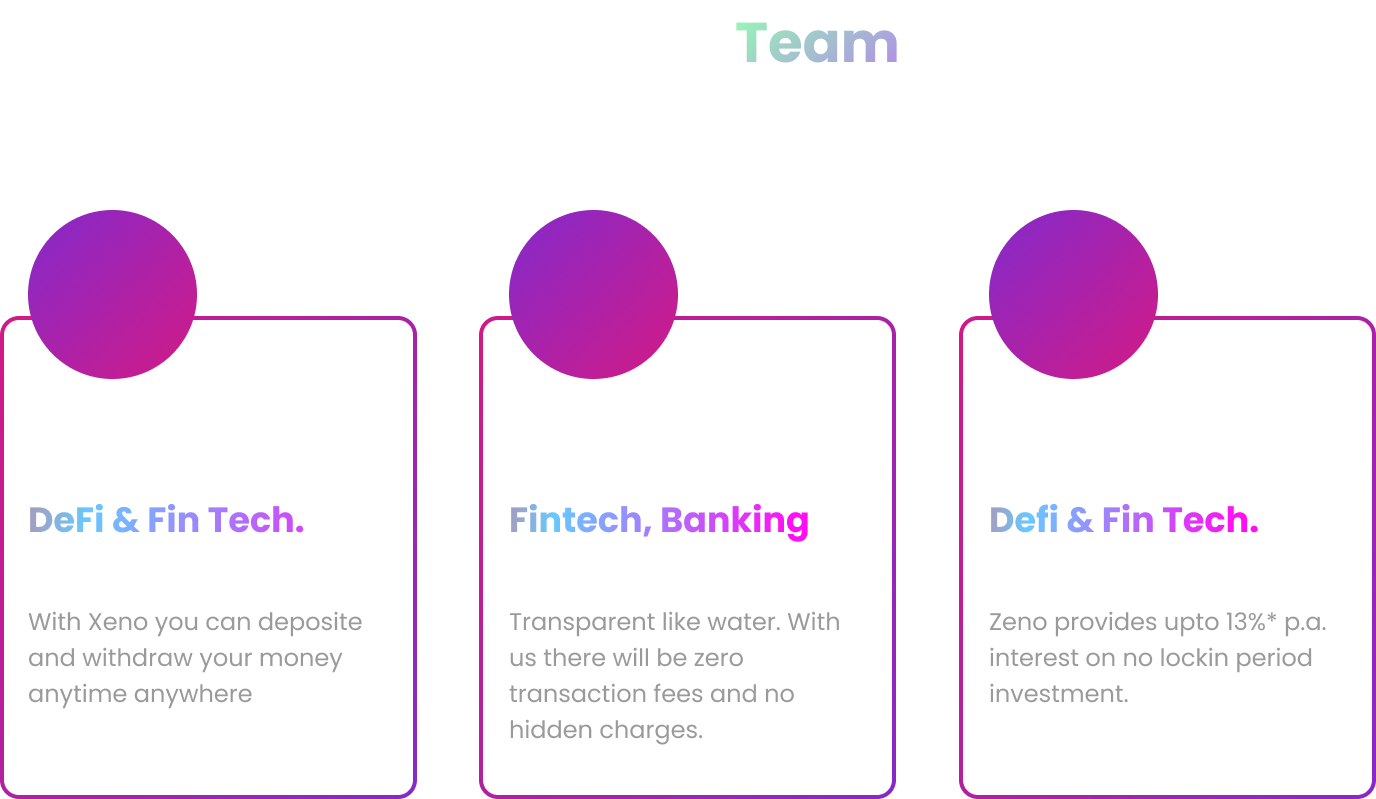 Team
DeFi & Fin Tech.
With Xeno you can deposite
and withdraw your money
anytime anywhere
Fintech, Banking
Transparent like water. With
us there will be zero
transaction fees and no
hidden charges.
Defi & Fin Tech.
Zeno provides upto 13%* p.a.
interest on no lockin period
investment.